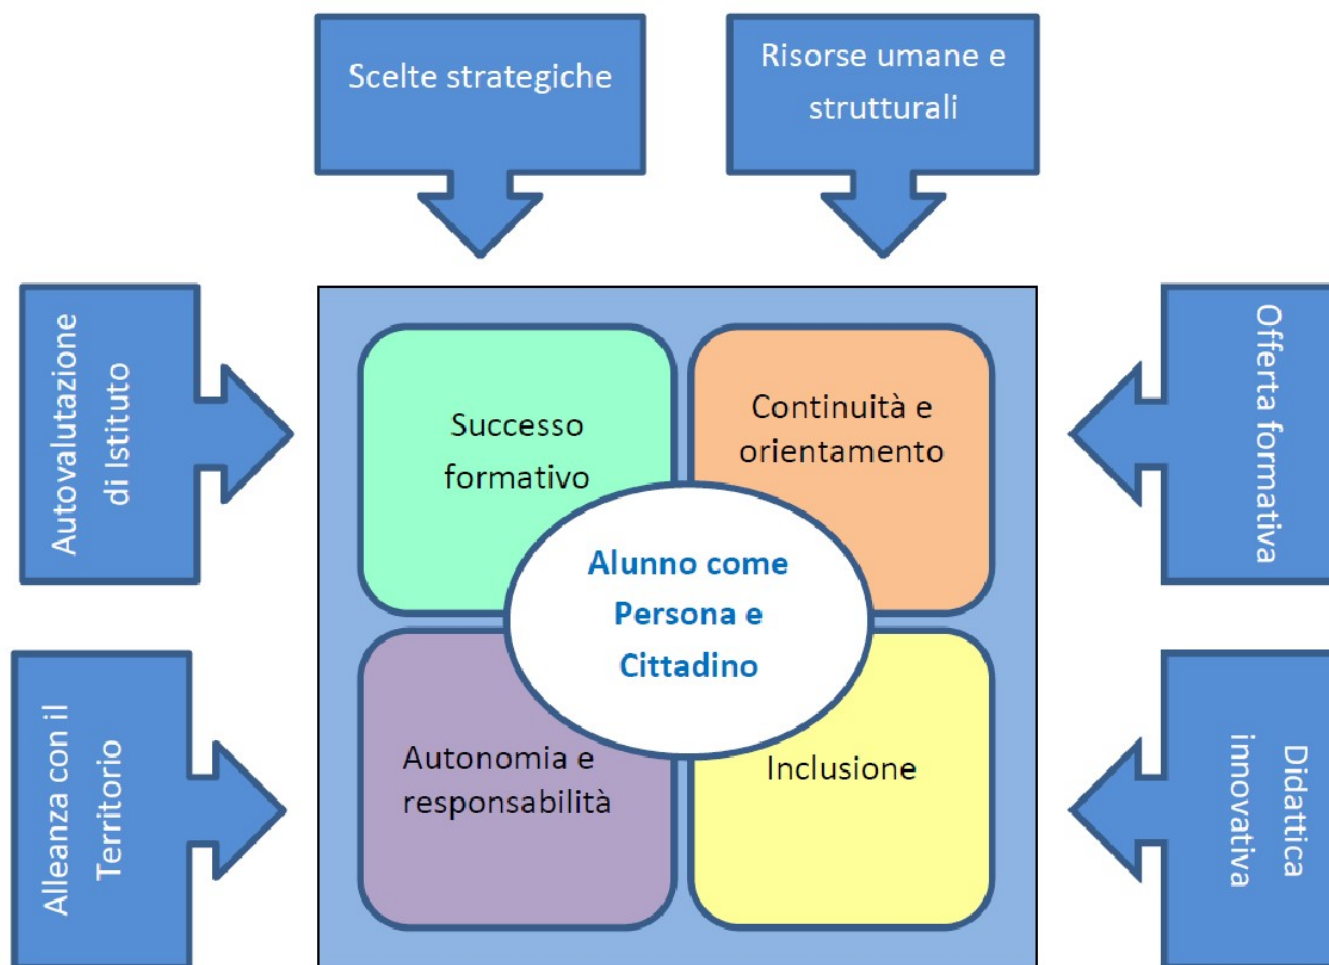 Scelte strategiche
Risorse umane e
strutturali
Autovalutazione
di Istituto
Offerta formativa
Successo
formativo
Continuità e
orientamento
Alunno come
Persona e
Cittadino
Autonomia e
responsabilità
Inclusione
Alleanza con il
Territorio
Didattica
innovativa